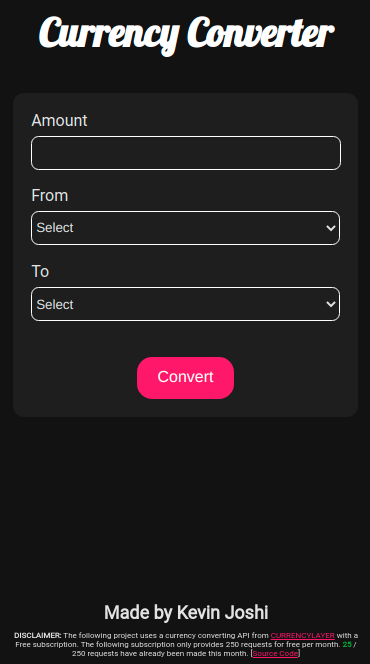 Currency Converter
Amount
From
Select
To
Select
Convert
Made by Kevin Joshi
DISCLAIMER: The following project uses a currency converting API from CURRENCYLAYER with a
Free subscription. The following subscription only provides 250 requests for free per month. 25 /
250 requests have already been made this month. [Source Code]